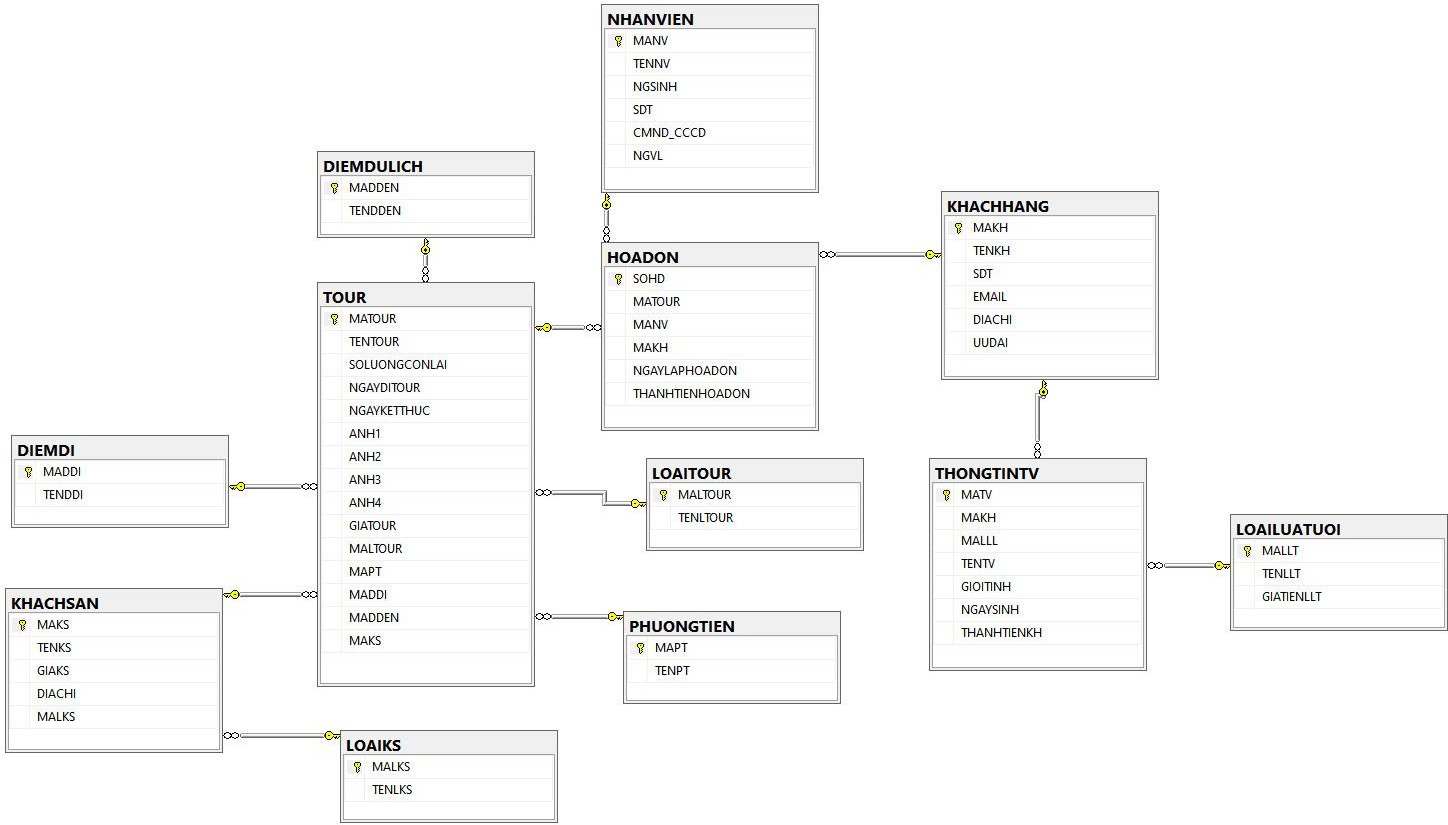 NHANVIEN
MANV
TENNV
NGSINH
SDT
CMND_CCCD
NGVL
DIEMDULICH
MADDEN
TENDDEN
KHACHHANG
MAKH
TENKH
SDT
EMAIL
DIACHI
UUDAI
HOADON
SOHD
MATOUR
MANV
MAKH
NGAYLAPHOADON
THANHTIENHOADON
TOUR
MATOUR
TENTOUR
SOLUONGCONLAI
NGAYDITOUR
NGAYKETTHUC
ANH1
ANH2
ANH3
ANH4
GIATOUR
MALTOUR
MAPT
MADDI
MADDEN
MAKS
DIEMDI
MADDI
TENDDI
LOAITOUR
MALTOUR
TENLTOUR
THONGTINTV
MATV
MAKH
MALLL
TENTV
GIOITINH
NGAYSINH
THANHTIENKH
LOAILUATUOI
MALLT
TENLLT
GIATIENLLT
KHACHSAN
MAKS
TENKS
GIAKS
DIACHI
MALKS
PHUONGTIEN
MAPT
TENPT
LOAIKS
MALKS
TENLKS